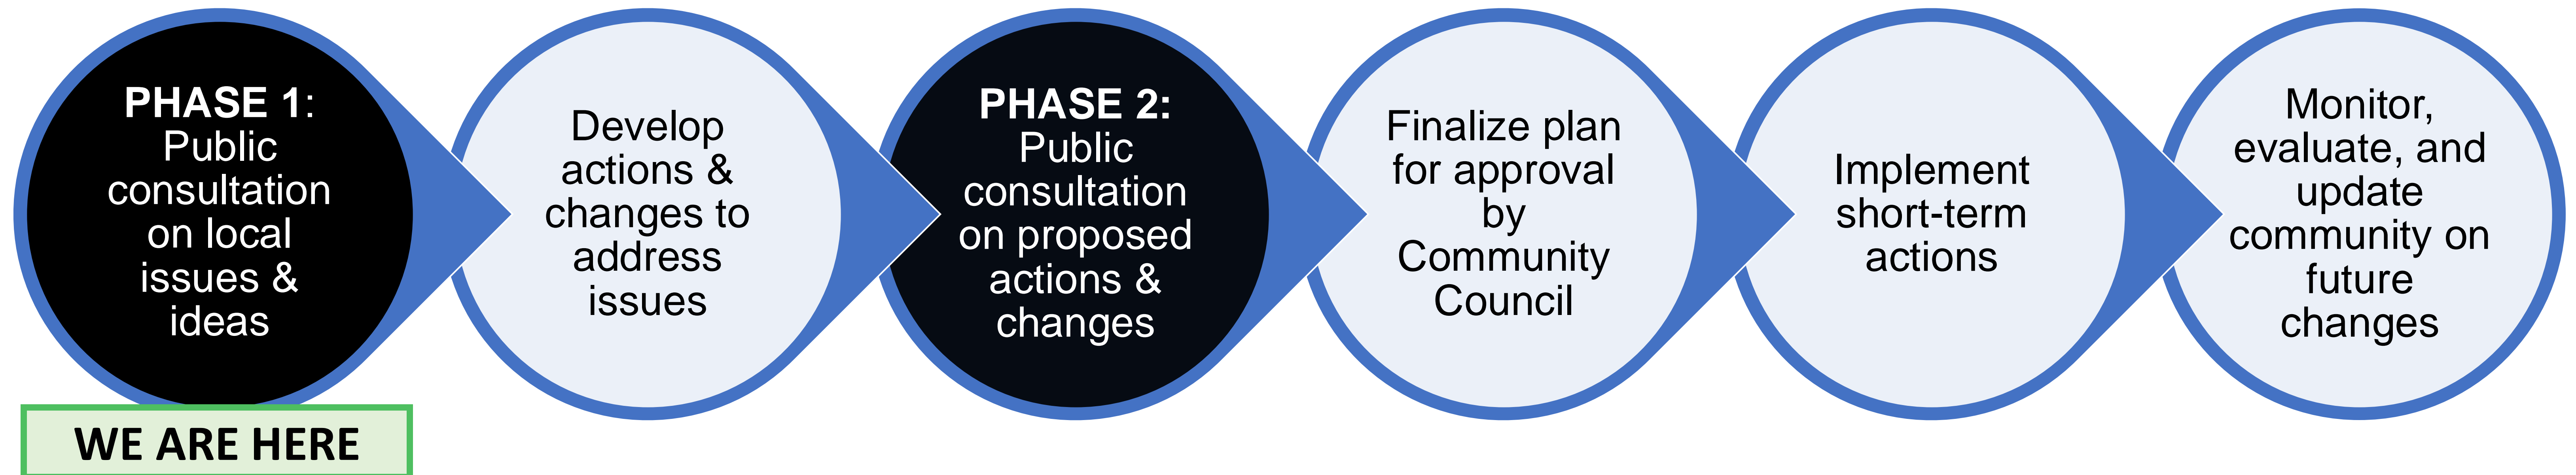 PHASE 1:
Public
consultation
on local
issues &
ideas
WE ARE HERE
Develop
actions &
changes to
address
issues
PHASE 2:
Public
consultation
on proposed
actions &
changes
Finalize plan
for approval
by
Community
Council
Implement
short-term
actions
Monitor,
evaluate, and
update
community on
future
changes